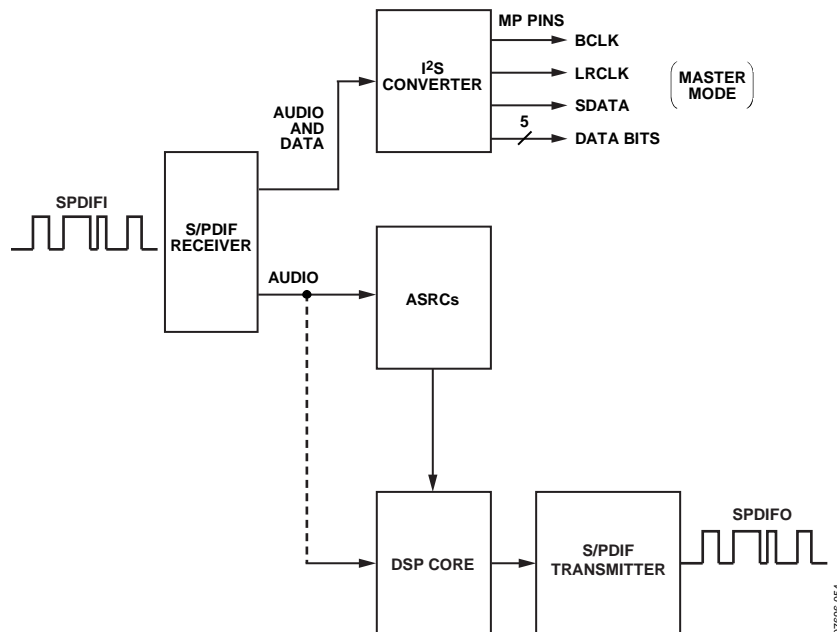 MP PINS
I²S
CONVERTER
BCLK
LRCLK
SDATA
5
DATA BITS
(MASTER
MODE)
AUDIO
AND
DATA
SPDIFI
S/PDIF
RECEIVER
AUDIO
ASRCs
DSP CORE
S/PDIF
TRANSMITTER
SPDIFO